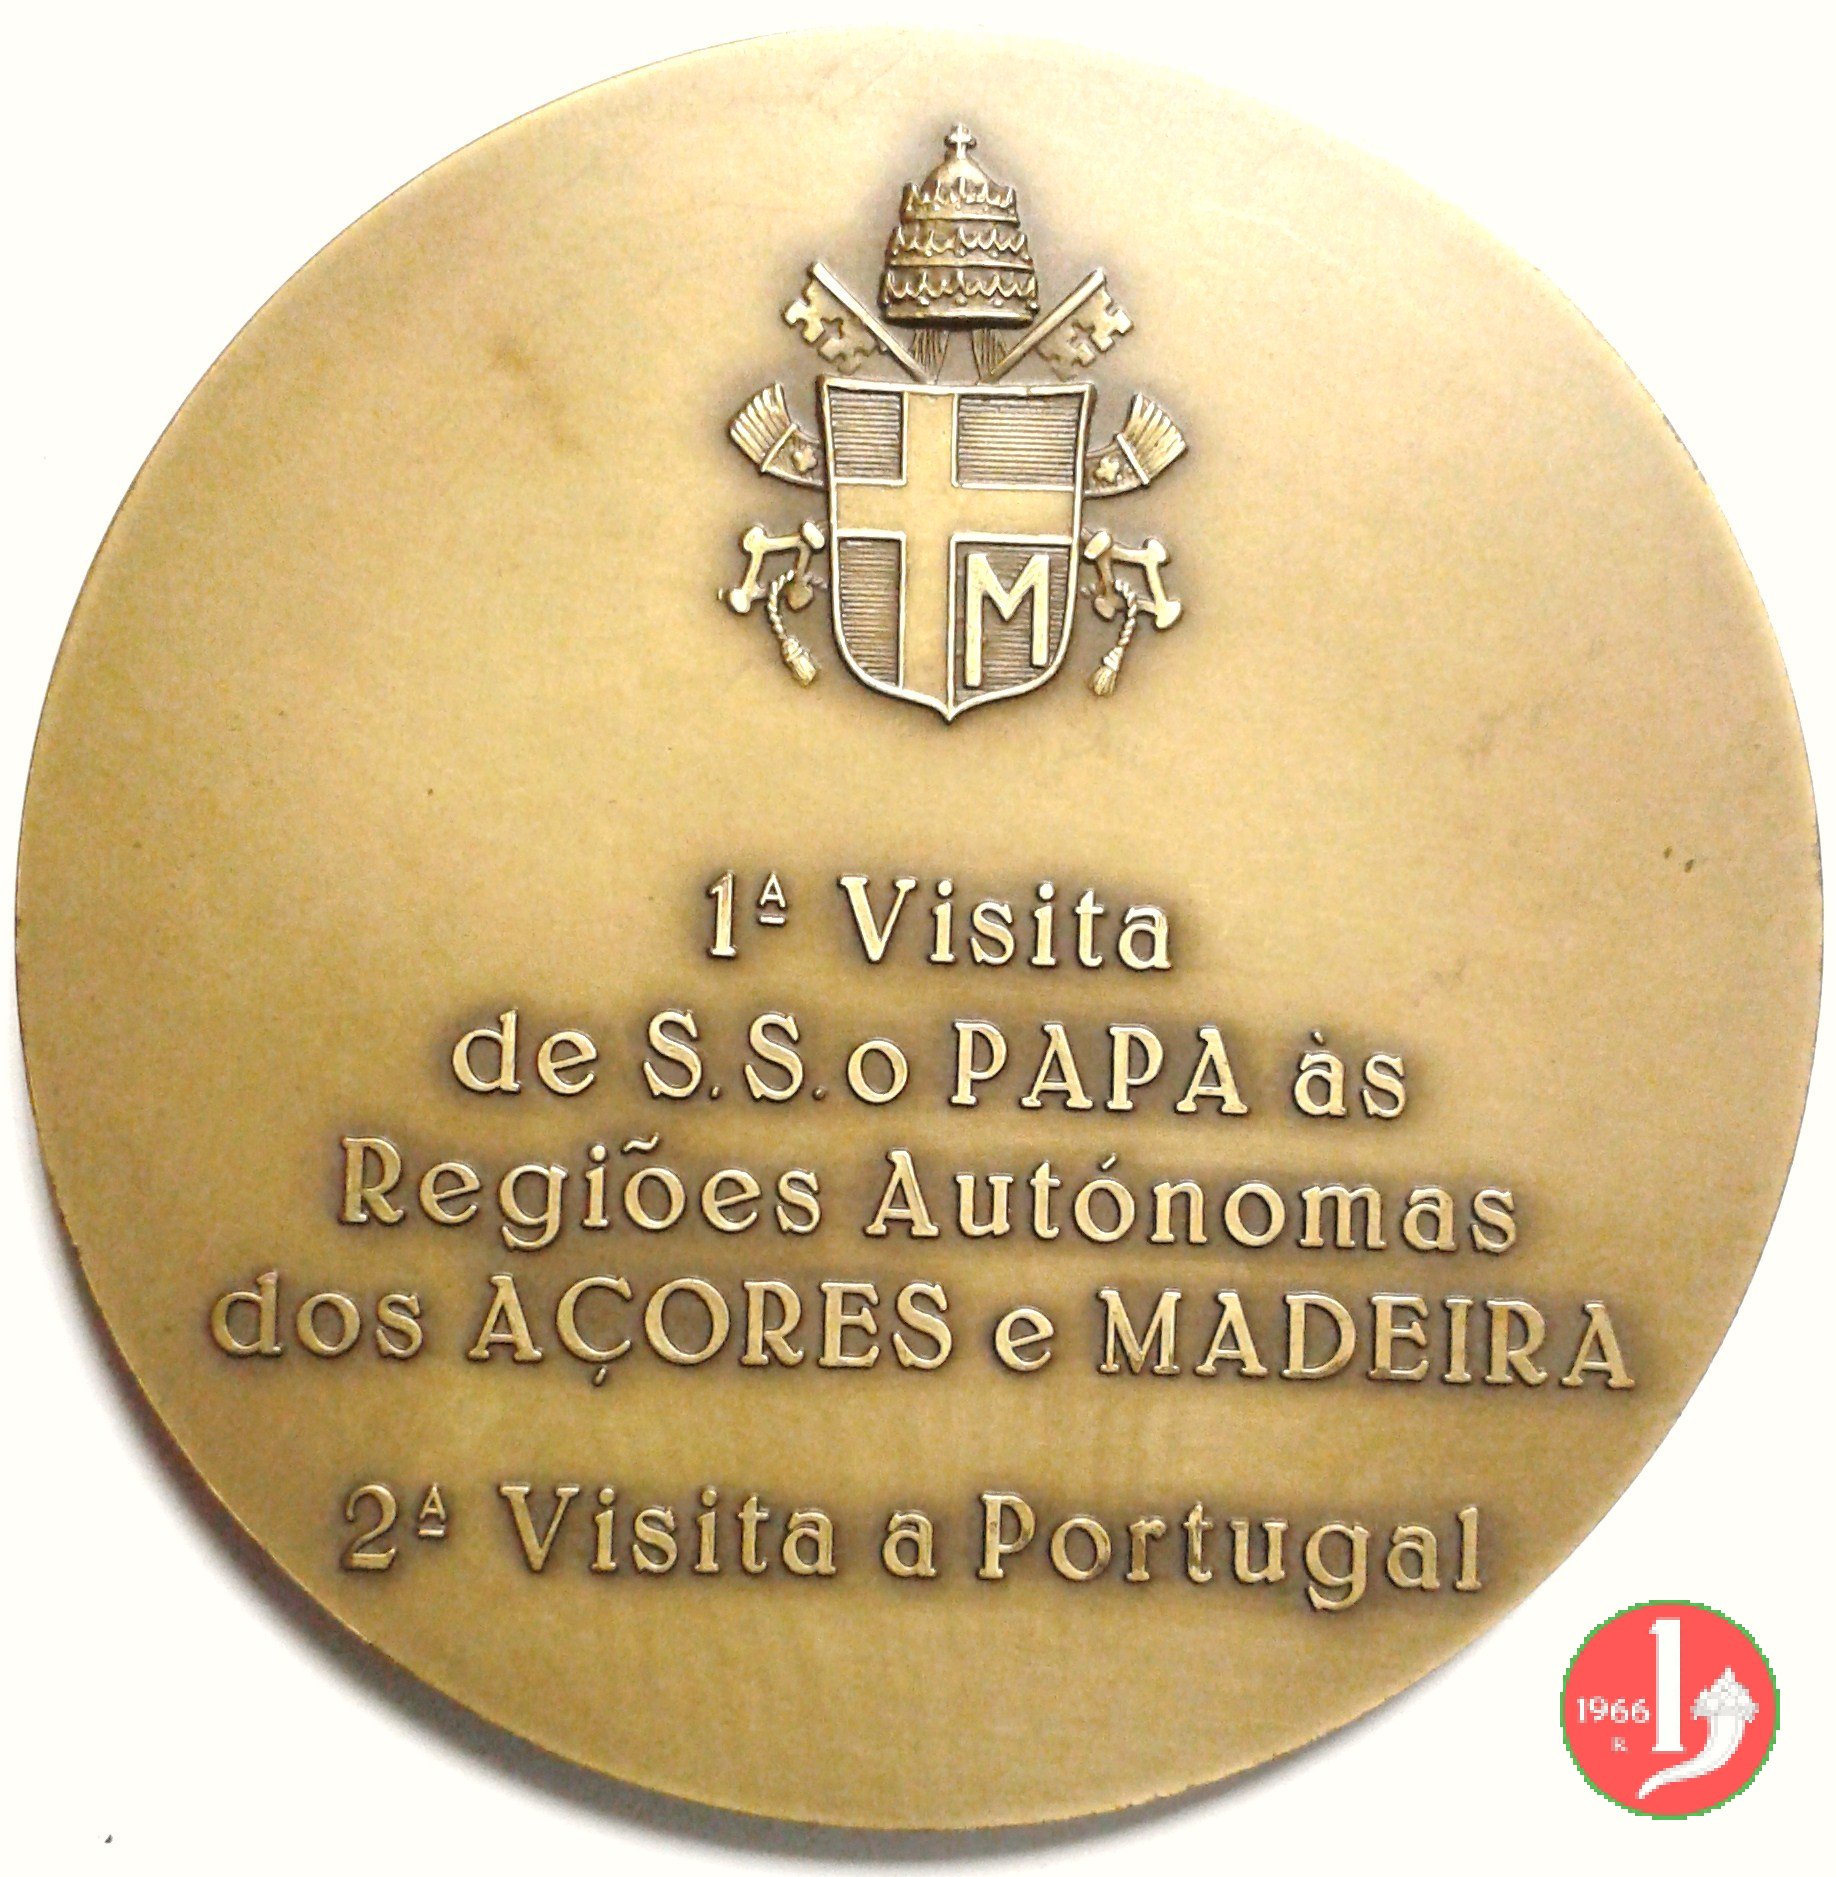 M
1ª Visita
de S. S. o PAPA às
Regiões Autónomas
dos AÇORES e MADEIRA
2ª Visita a Portugal
1966
R